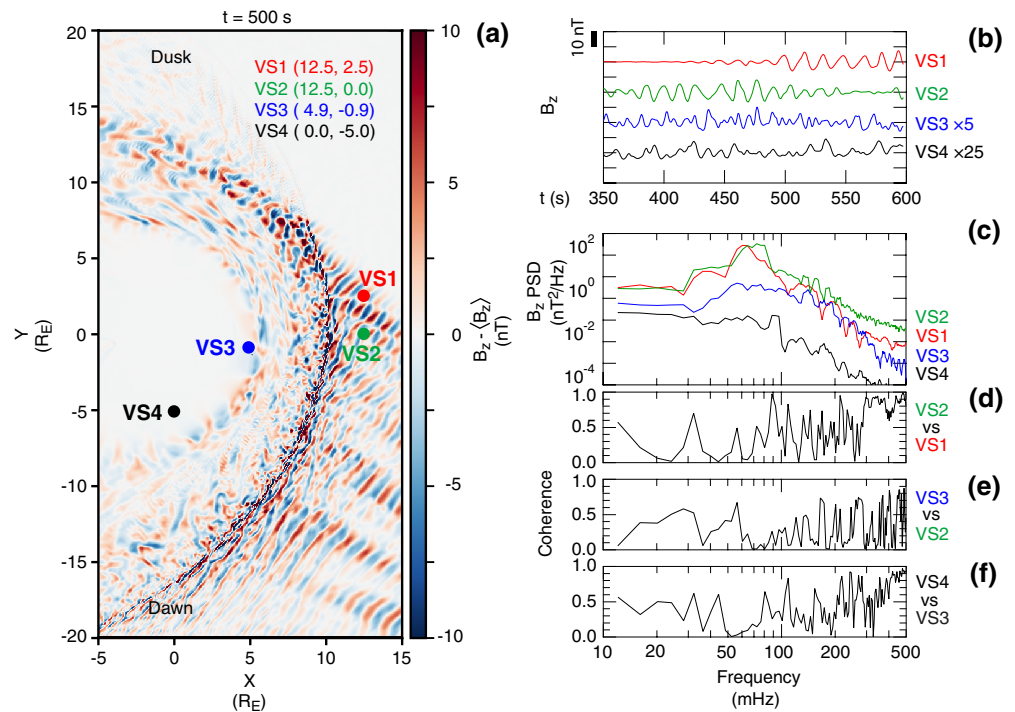 t = 500 s
(a)
Dusk
VS1 (12.5, 2.5)
VS2 (12.5, 0.0)
VS3 ( 4.9, -0.9)
VS4 ( 0.0, -5.0)
VS1
VS2
VS3
VS4
Dawn
20
15
10
5
0
-5
-10
-15
-20
Y
(R_E)
-5 0 5 10 15
X
(R_E)
10
5
0
-5
-10
B_z - ⟨B_z⟩
(nT)
10 nT
(b)
B_z
VS1
VS2
VS3 ×5
VS4 ×25
t (s)
350 400 450 500 550 600
(c)
B_z PSD
(nT²/Hz)
10²
10⁰
10⁻²
10⁻⁴
VS2
VS1
VS3
VS4
(d)
1.0
0.5
0.0
VS2
vs
VS1
(e)
1.0
0.5
0.0
VS3
vs
VS2
Coherence
(f)
1.0
0.5
0.0
VS4
vs
VS3
10 20 50 100 200 500
Frequency
(mHz)